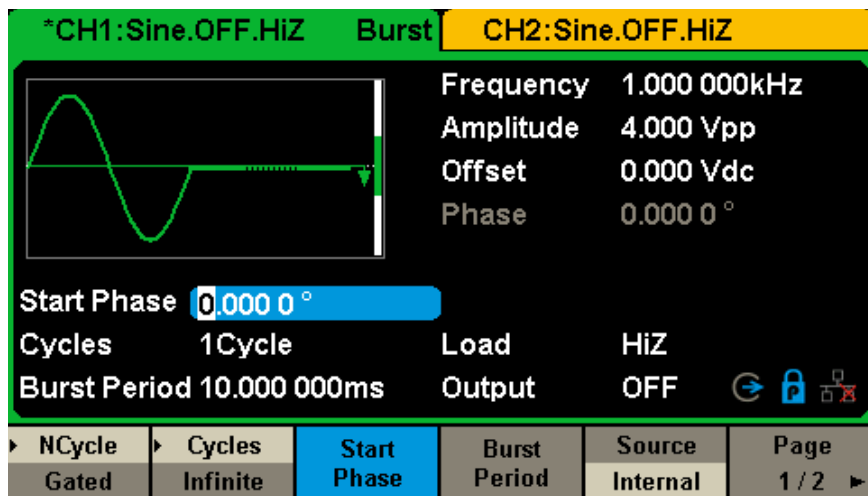 *CH1:Sine.OFF.HiZ Burst CH2:Sine.OFF.HiZ
Frequency 1.000 000kHz
Amplitude 4.000 Vpp
Offset 0.000 Vdc
Phase 0.000 0 °
Start Phase 0.000 0 °
Cycles 1Cycle Load HiZ
Burst Period 10.000 000ms Output OFF P
NCycle Cycles Start Burst Source Page
Gated Infinite Phase Period Internal 1 / 2